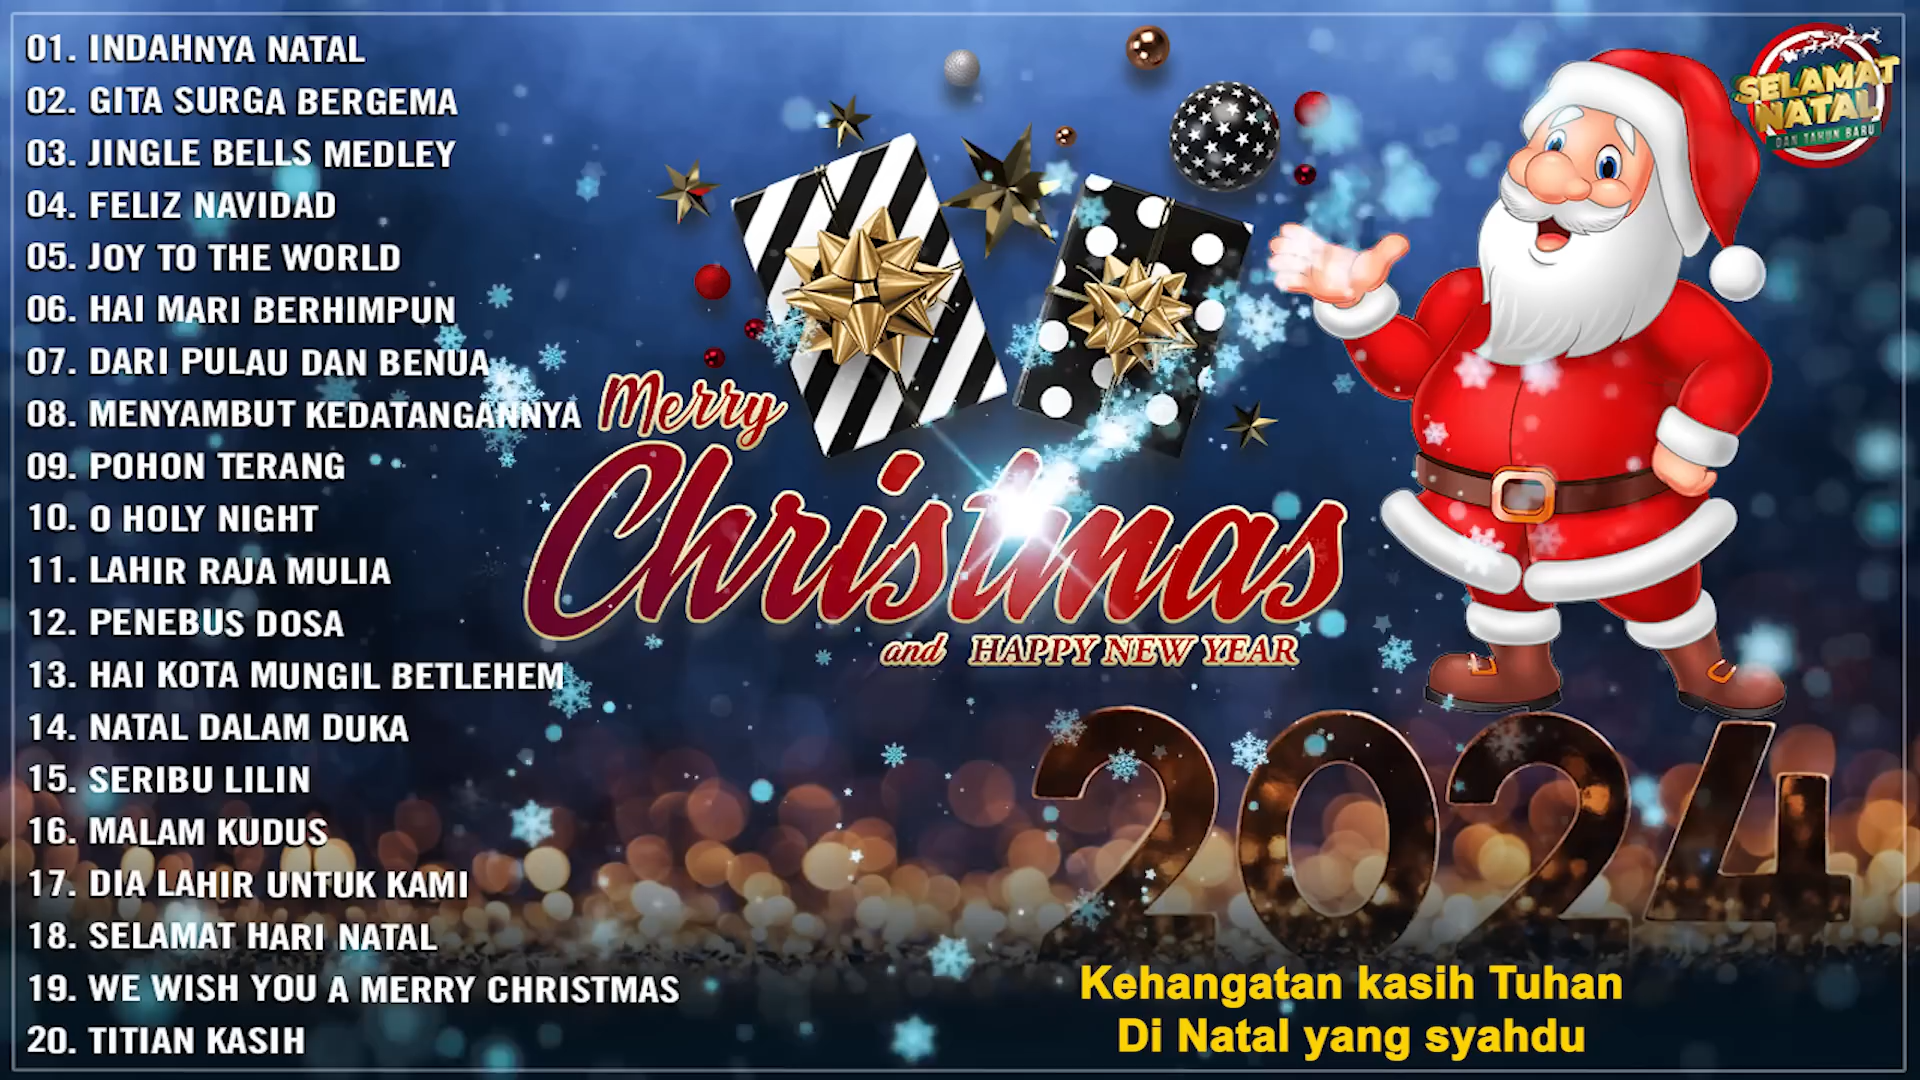 01. INDAHNYA NATAL
02. GITA SURGA BERGEMA
03. JINGLE BELLS MEDLEY
04. FELIZ NAVIDAD
05. JOY TO THE WORLD
06. HAI MARI BERHIMPUN
07. DARI PULAU DAN BENUA
08. MENYAMBUT KEDATANGANNYA
09. POHON TERANG
10. O HOLY NIGHT
11. LAHIR RAJA MULIA
12. PENEBUS DOSA
13. HAI KOTA MUNGIL BETLEHEM
14. NATAL DALAM DUKA
15. SERIBU LILIN
16. MALAM KUDUS
17. DIA LAHIR UNTUK KAMI
18. SELAMAT HARI NATAL
19. WE WISH YOU A MERRY CHRISTMAS
20. TITIAN KASIH
Merry
Christmas
and HAPPY NEW YEAR
2024
SELAMAT
NATAL
DAN TAHUN BARU
Kehangatan kasih Tuhan
Di Natal yang syahdu